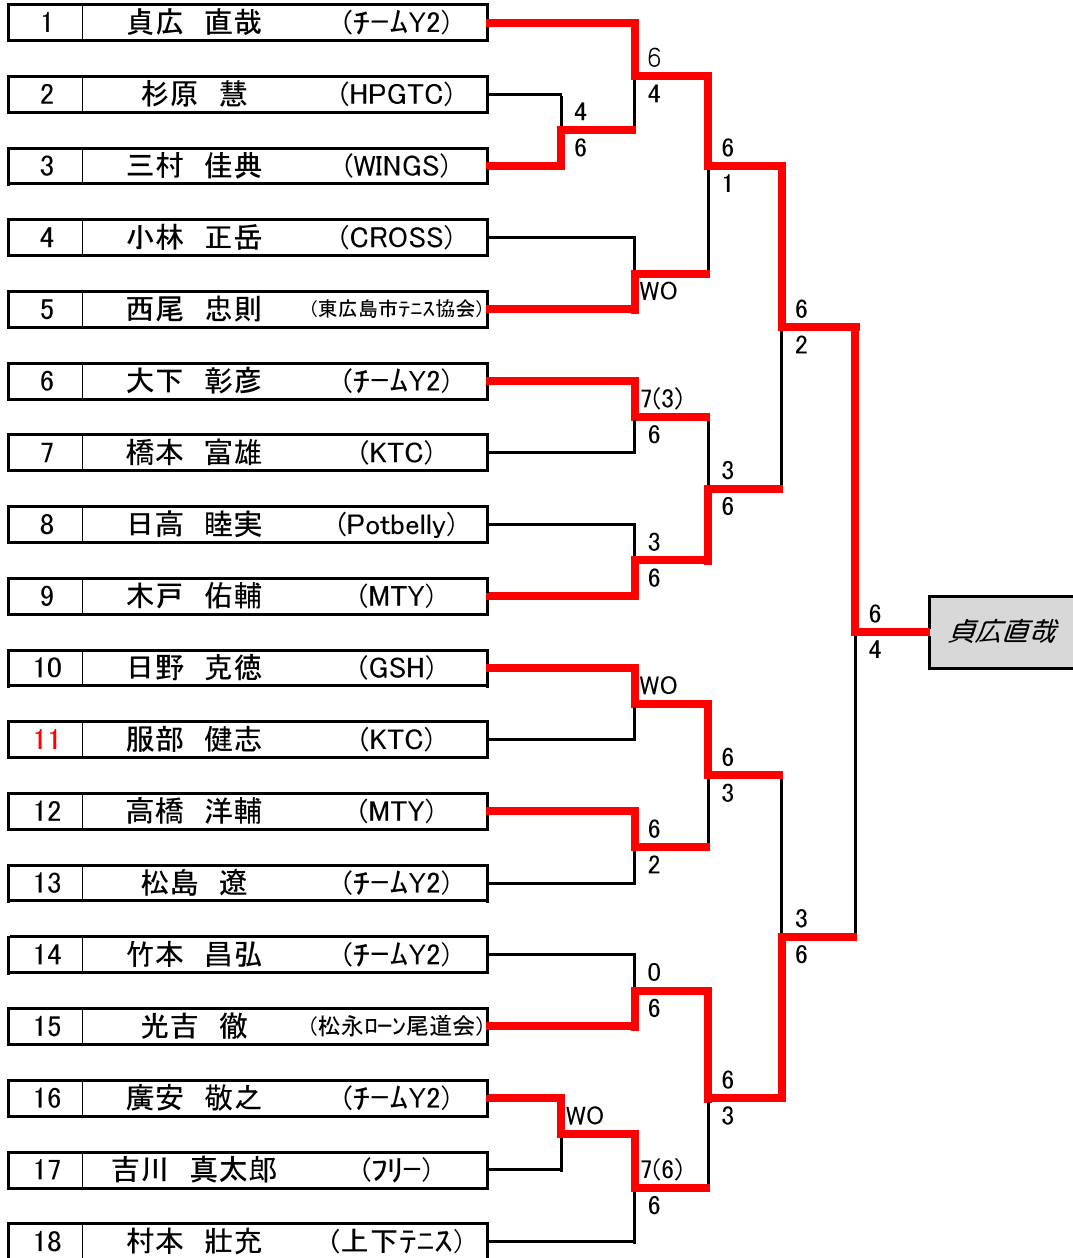 1 貞広 直哉 (チームY2)
6
2 杉原 慧 (HPGTC)
4
4
6
3 三村 佳典 (WINGS)
6
1
4 小林 正岳 (CROSS)
WO
5 西尾 忠則 (東広島市テニス協会)
6
2
6 大下 彰彦 (チームY2)
7(3)
6
7 橋本 富雄 (KTC)
3
6
8 日高 睦実 (Potbelly)
3
6
9 木戸 佑輔 (MTY)
6
4
貞広直哉
10 日野 克徳 (GSH)
WO
11 服部 健志 (KTC)
6
3
12 高橋 洋輔 (MTY)
6
2
13 松島 遼 (チームY2)
3
6
14 竹本 昌弘 (チームY2)
0
6
15 光吉 徹 (松永ローン尾道会)
6
3
16 廣安 敬之 (チームY2)
WO
17 吉川 真太郎 (フリー)
7(6)
6
18 村本 壯充 (上下テニス)